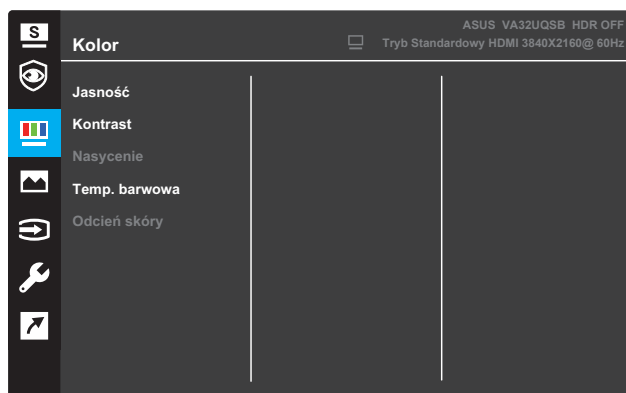 S
Kolor
ASUS VA32UQSB HDR OFF
Tryb Standardowy HDMI 3840X2160@ 60Hz
Jasność
Kontrast
Nasycenie
Temp. barwowa
Odcień skóry